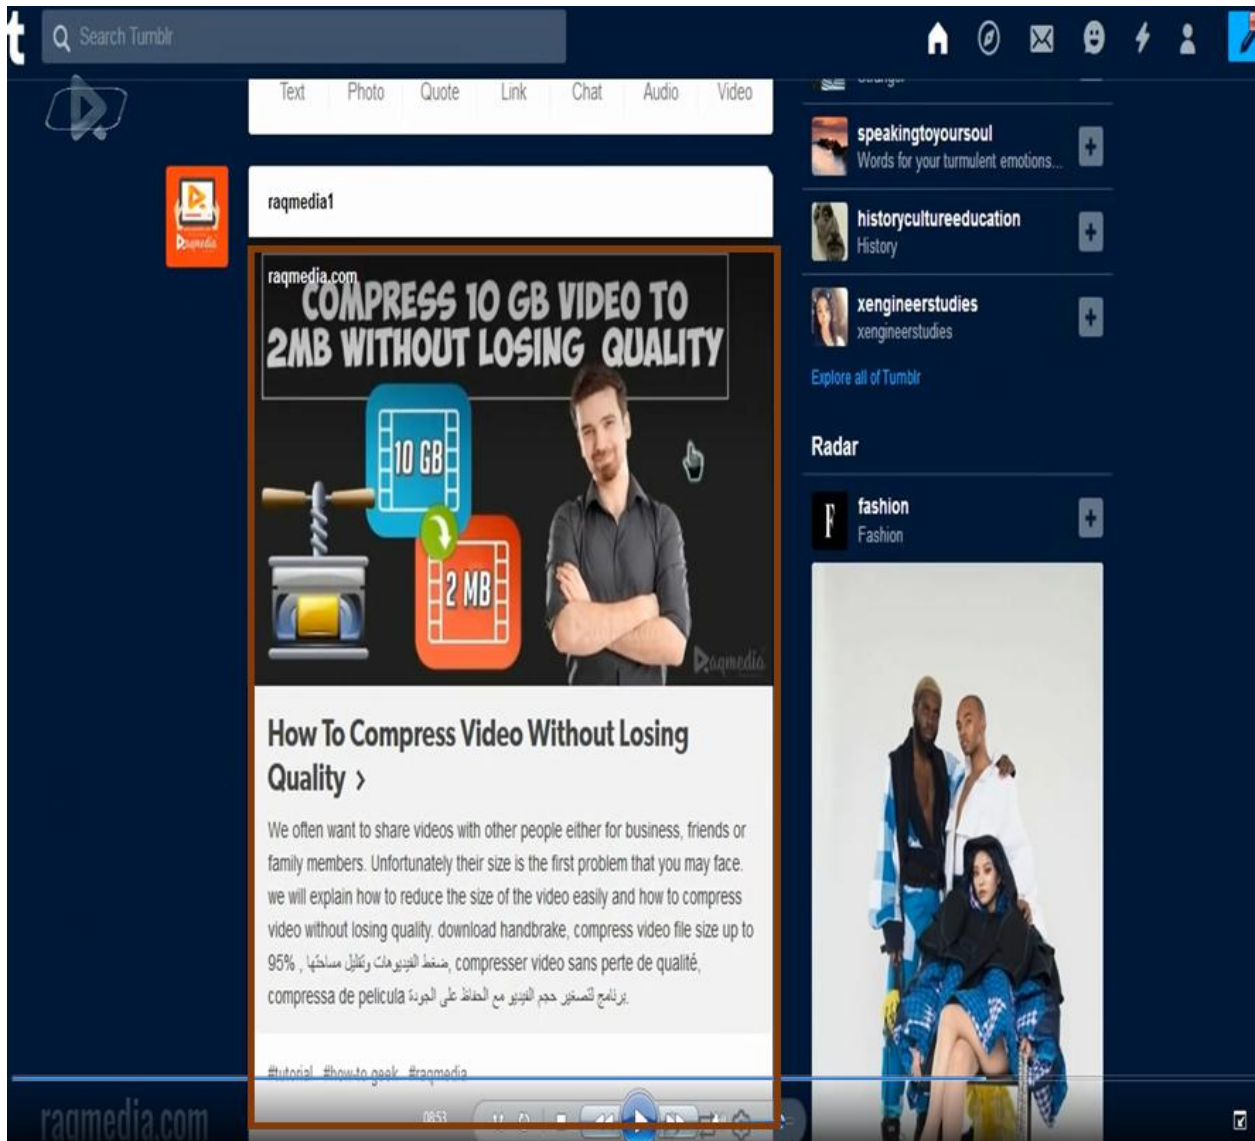 t
Search Tumblr
Text Photo Quote Link Chat Audio Video
raqmedia1
Raqmedia
raqmedia.com
COMPRESS 10 GB VIDEO TO
2MB WITHOUT LOSING QUALITY
10 GB
2 MB
Raqmedia
How To Compress Video Without Losing
Quality >
We often want to share videos with other people either for business, friends or
family members. Unfortunately their size is the first problem that you may face.
we will explain how to reduce the size of the video easily and how to compress
video without losing quality. download handbrake, compress video file size up to
95% , ضغط الفيديوهات وتقليل مساحتها, compresser video sans perte de qualité,
compressa de pelicula برنامج لتصغير حجم الفيديو مع الحفاظ على الجودة.
#tutorial #how-to geek #raqmedia
raqmedia.com
08:53
speakingtoyoursoul
Words for your turmulent emotions...
historycultureeducation
History
xengineerstudies
xengineerstudies
Explore all of Tumblr
Radar
F
fashion
Fashion